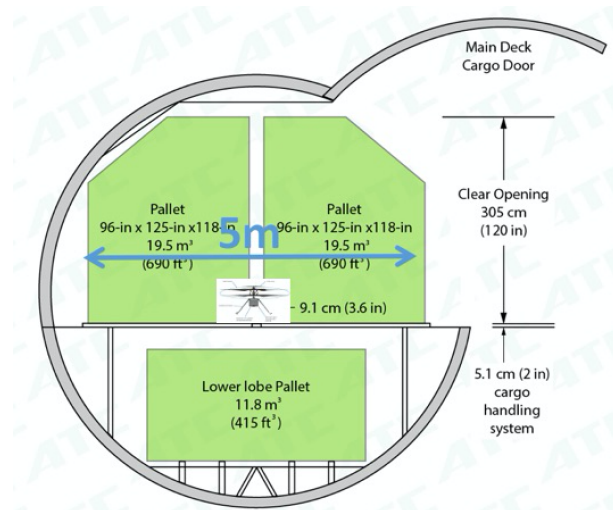 Main Deck
Cargo Door
Pallet
96-in x 125-in x118-in
19.5 m³
(690 ft³)
Pallet
96-in x 125-in x118-in
19.5 m³
(690 ft³)
5m
Clear Opening
305 cm
(120 in)
9.1 cm (3.6 in)
Lower lobe Pallet
11.8 m³
(415 ft³)
5.1 cm (2 in)
cargo
handling
system
ATC